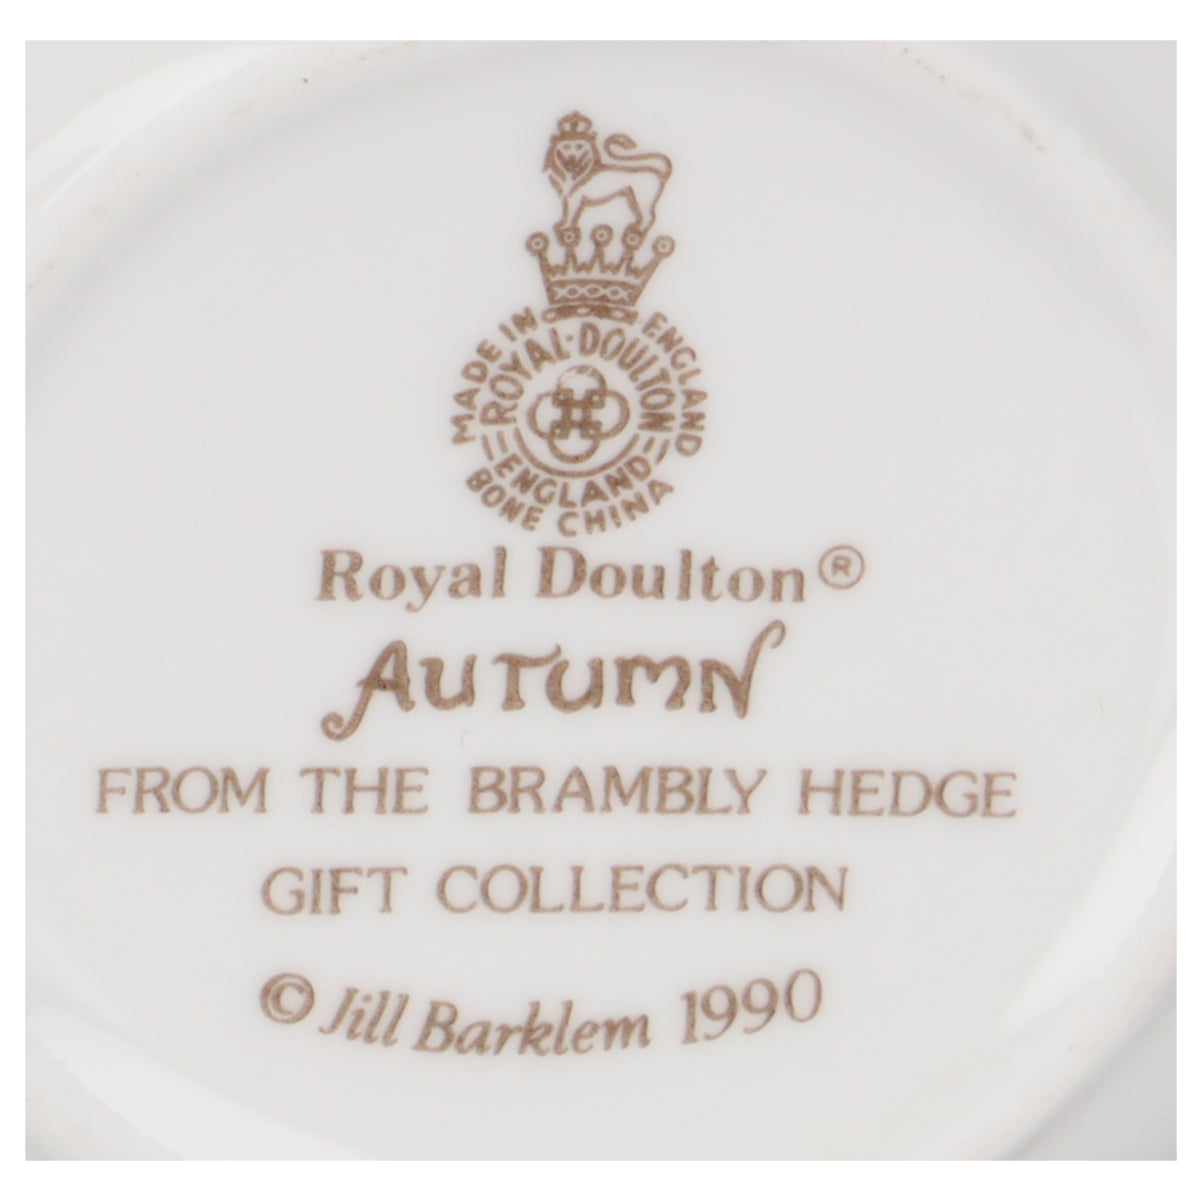 MADE IN ENGLAND
ROYAL·DOULTON
ENGLAND
BONE CHINA
Royal Doulton®
AUTUMN
FROM THE BRAMBLY HEDGE
GIFT COLLECTION
© Jill Barklem 1990